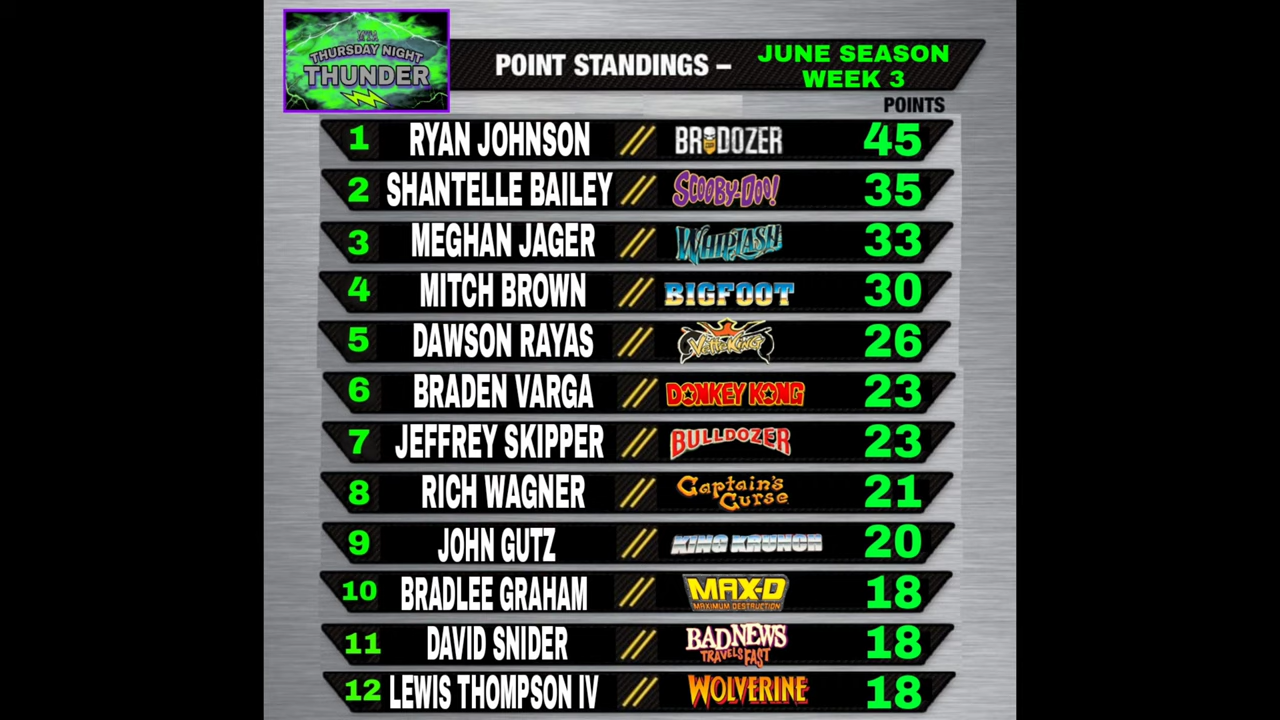 MTA
THURSDAY NIGHT
THUNDER
POINT STANDINGS –
JUNE SEASON
WEEK 3
POINTS
1 RYAN JOHNSON // BRODOZER 45
2 SHANTELLE BAILEY // SCOOBY-DOO! 35
3 MEGHAN JAGER // WHIPLASH 33
4 MITCH BROWN // BIGFOOT 30
5 DAWSON RAYAS // VETTE KING 26
6 BRADEN VARGA // DONKEY KONG 23
7 JEFFREY SKIPPER // BULLDOZER 23
8 RICH WAGNER // Captain's Curse 21
9 JOHN GUTZ // KING KRUNCH 20
10 BRADLEE GRAHAM // MAX-D MAXIMUM DESTRUCTION 18
11 DAVID SNIDER // BAD NEWS TRAVELS FAST 18
12 LEWIS THOMPSON IV // WOLVERINE 18